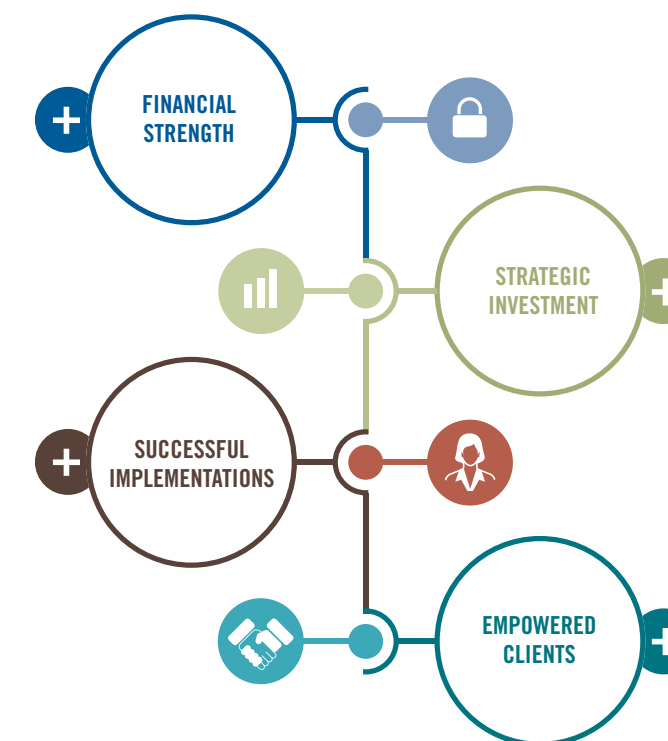 FINANCIAL
STRENGTH
STRATEGIC
INVESTMENT
SUCCESSFUL
IMPLEMENTATIONS
EMPOWERED
CLIENTS